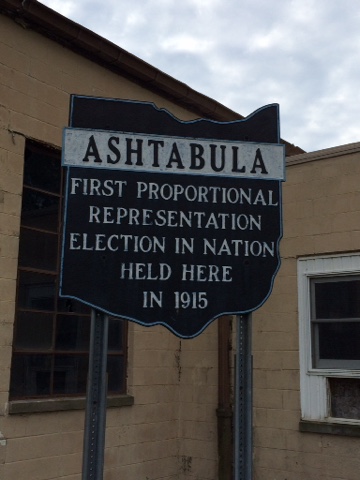 ASHTABULA
FIRST PROPORTIONAL
REPRESENTATION
ELECTION IN NATION
HELD HERE
IN 1915